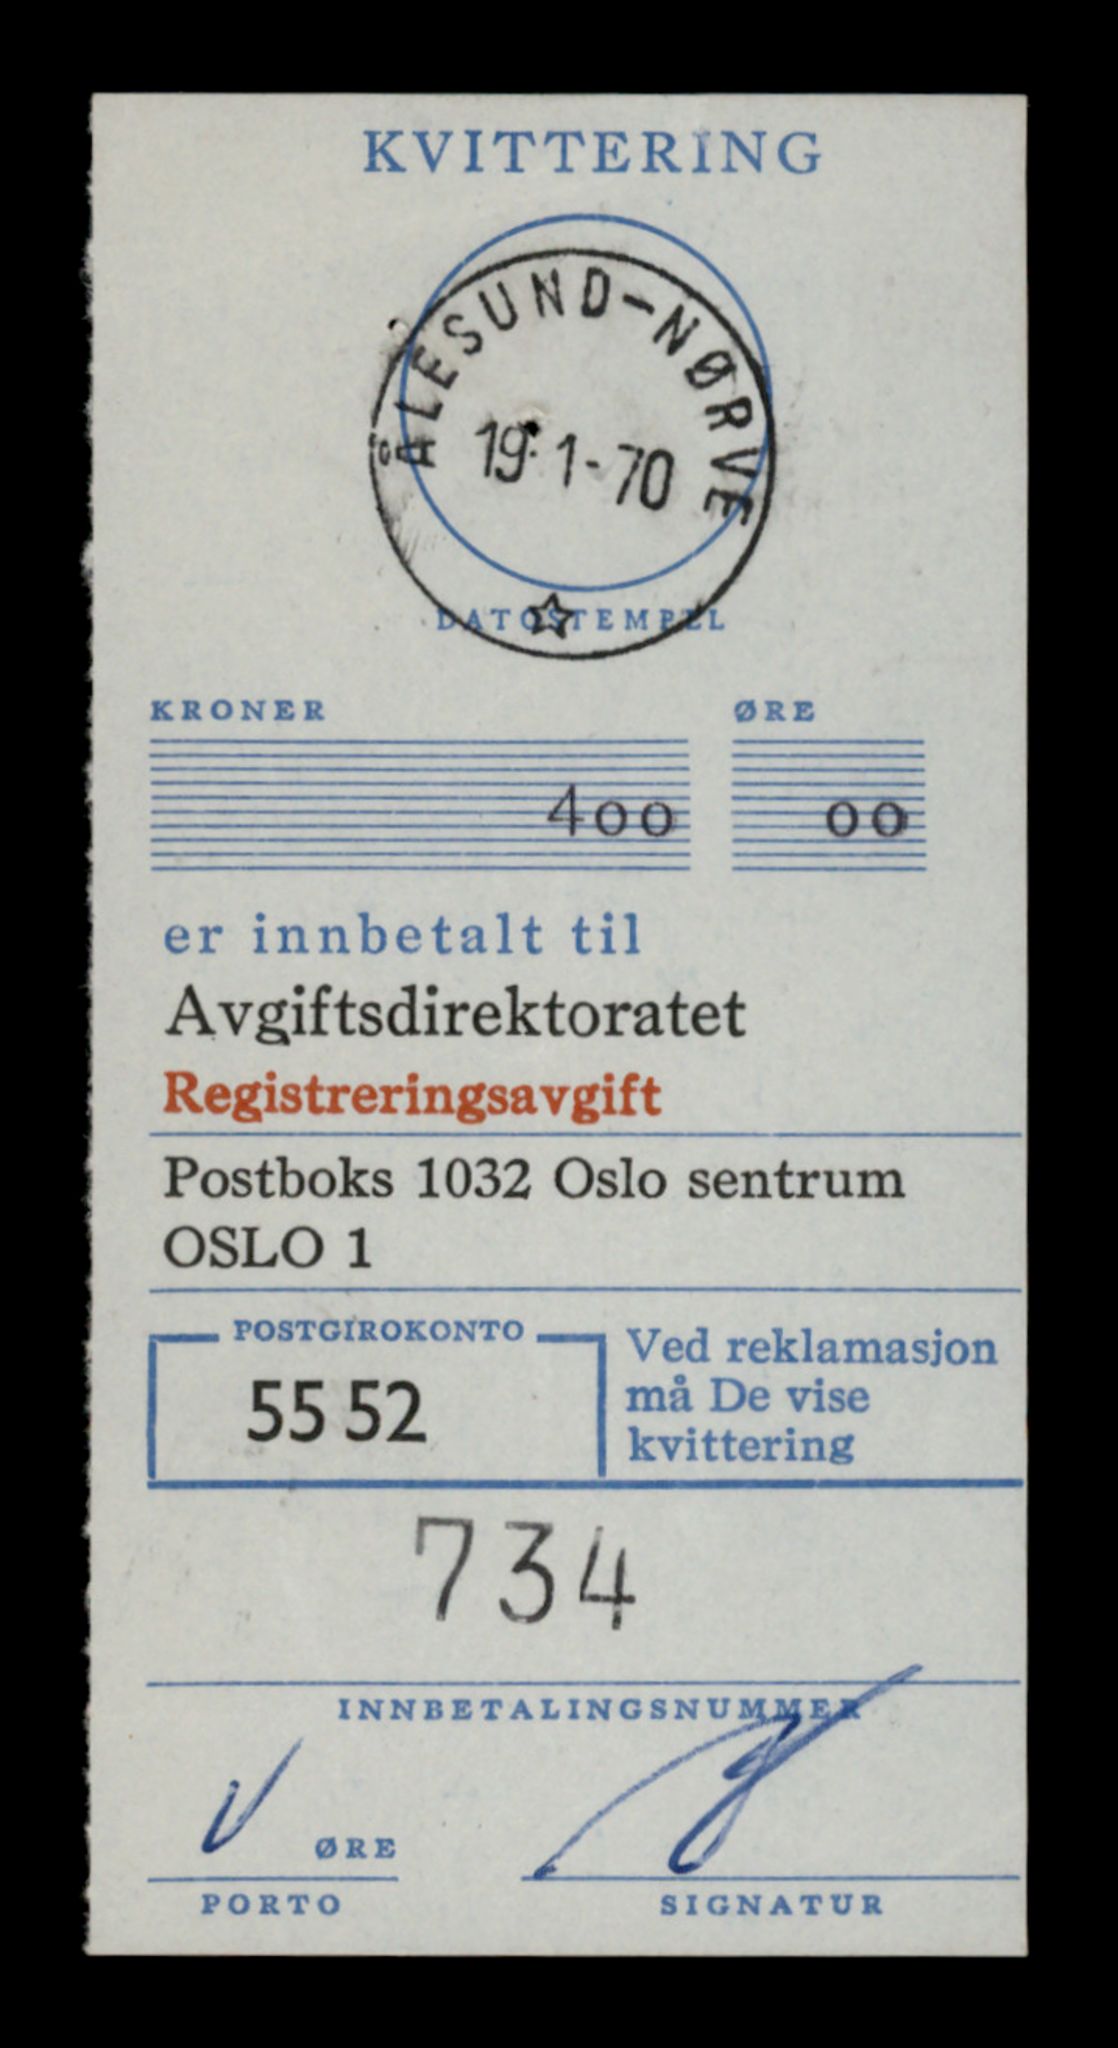 KVITTERING
ÅLESUND-NØRVE
19·1-70
DATOSTEMPEL
KRONER ØRE
400 00
er innbetalt til
Avgiftsdirektoratet
Registreringsavgift
Postboks 1032 Oslo sentrum
OSLO 1
POSTGIROKONTO
55 52
Ved reklamasjon
må De vise
kvittering
734
INNBETALINGSNUMMER
ØRE
PORTO SIGNATUR